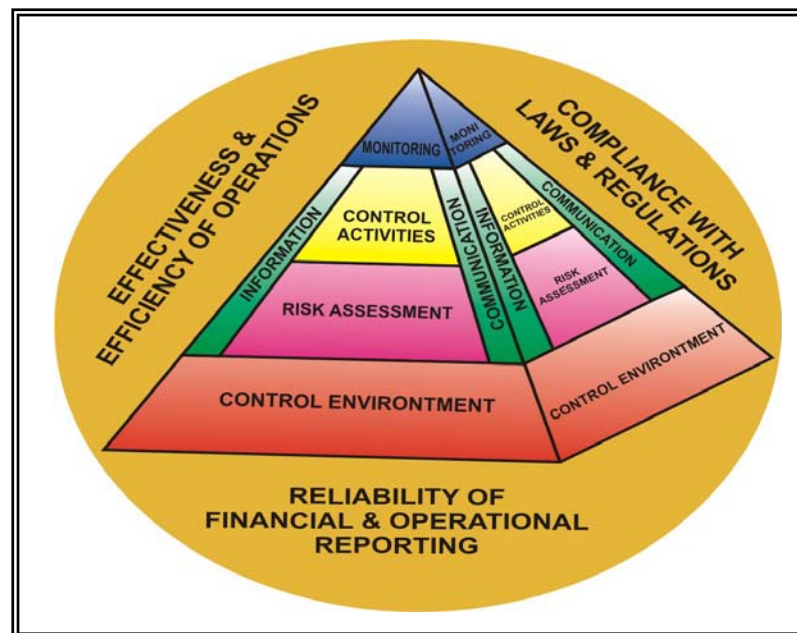 EFFECTIVENESS &
EFFICIENCY OF OPERATIONS
COMPLIANCE WITH
LAWS & REGULATIONS
MONITORING
MONI
TORING
INFORMATION
CONTROL
ACTIVITIES
COMMUNICATION
INFORMATION
CONTROL
ACTIVITIES
COMMUNICATION
RISK ASSESSMENT
RISK
ASSESSMENT
CONTROL ENVIRONTMENT
CONTROL ENVIRONTMENT
RELIABILITY OF
FINANCIAL & OPERATIONAL
REPORTING